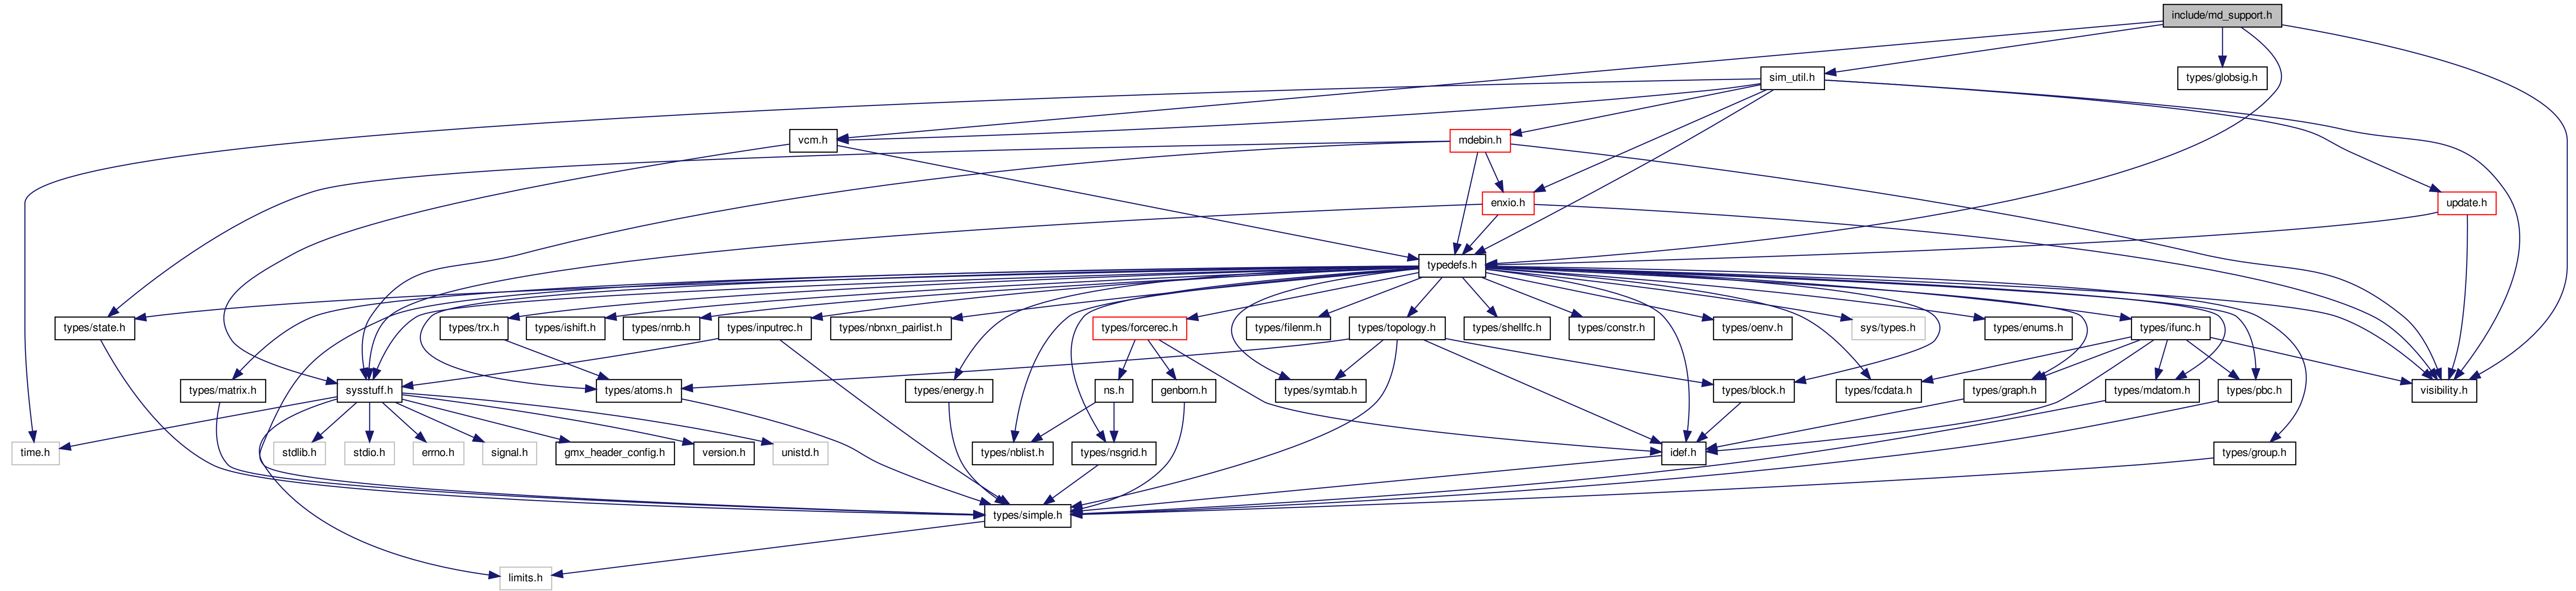 include/md_support.h
sim_util.h
types/globsig.h
vcm.h
mdebin.h
enxio.h
update.h
typedefs.h
types/state.h
types/trx.h
types/ishift.h
types/nrnb.h
types/inputrec.h
types/nbnxn_pairlist.h
types/forcerec.h
types/filenm.h
types/topology.h
types/shellfc.h
types/constr.h
types/oenv.h
sys/types.h
types/enums.h
types/ifunc.h
types/matrix.h
sysstuff.h
types/atoms.h
types/energy.h
ns.h
genborn.h
types/symtab.h
types/block.h
types/fcdata.h
types/graph.h
types/mdatom.h
types/pbc.h
visibility.h
time.h
stdlib.h
stdio.h
errno.h
signal.h
gmx_header_config.h
version.h
unistd.h
types/nblist.h
types/nsgrid.h
idef.h
types/group.h
types/simple.h
limits.h